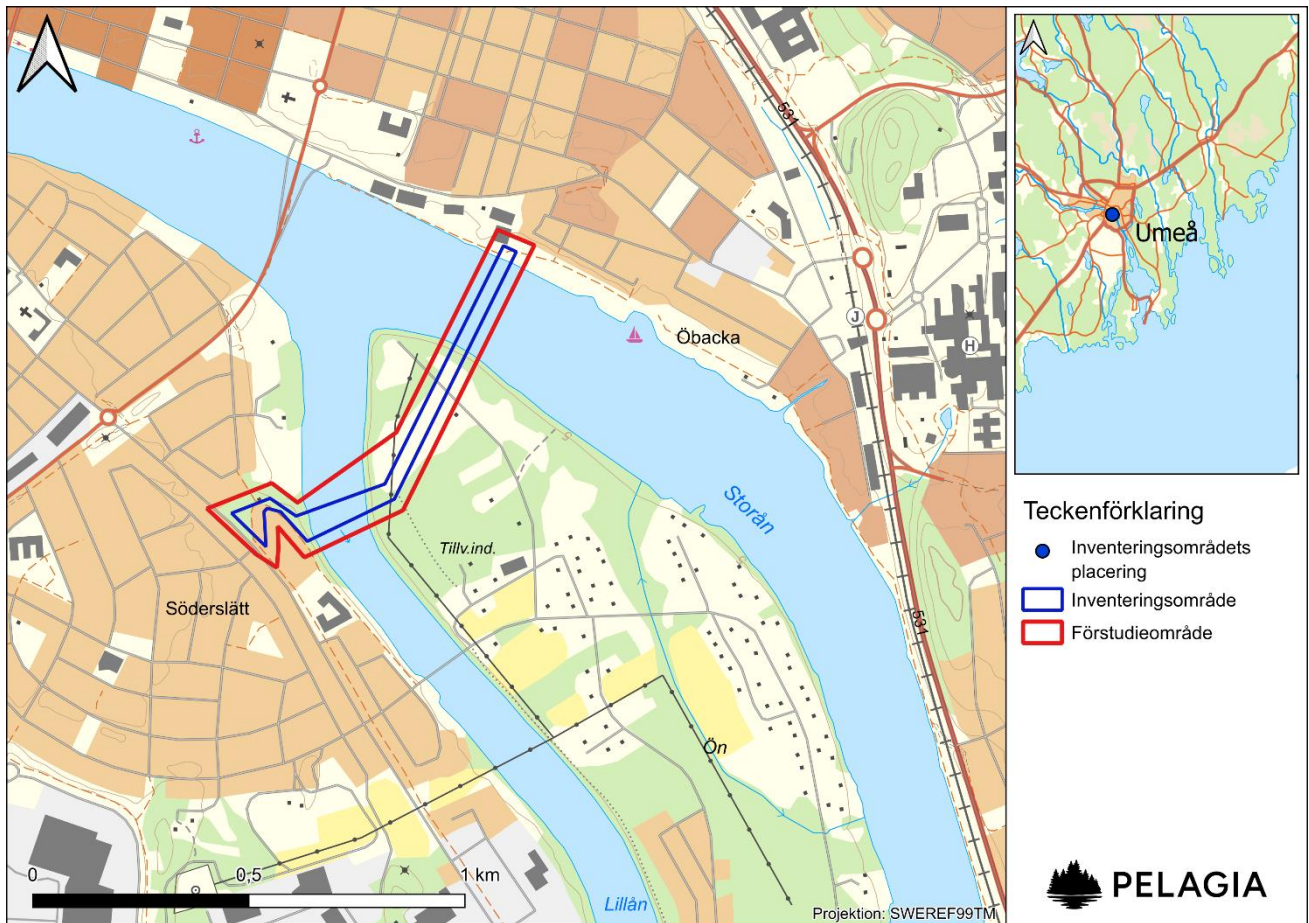 531
Öbacka
J
H
Storån
Tillv.ind.
Söderslätt
531
Ön
0 0,5 1 km
Lillån
Projektion: SWEREF99TM
Umeå
Teckenförklaring
Inventeringsområdets
placering
Inventeringsområde
Förstudieområde
PELAGIA